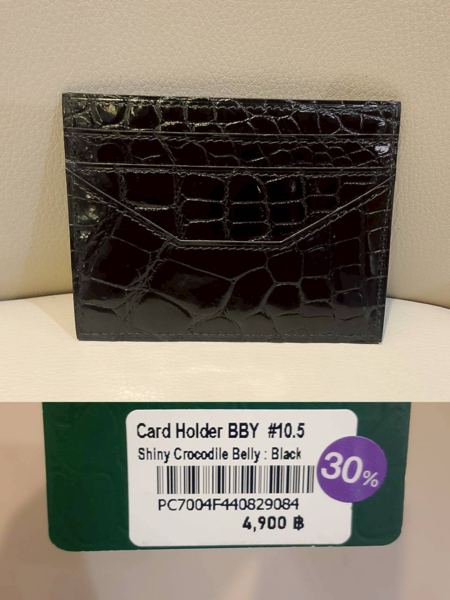 Card Holder BBY #10.5
Shiny Crocodile Belly : Black
30%
PC7004F440829084
4,900 ฿